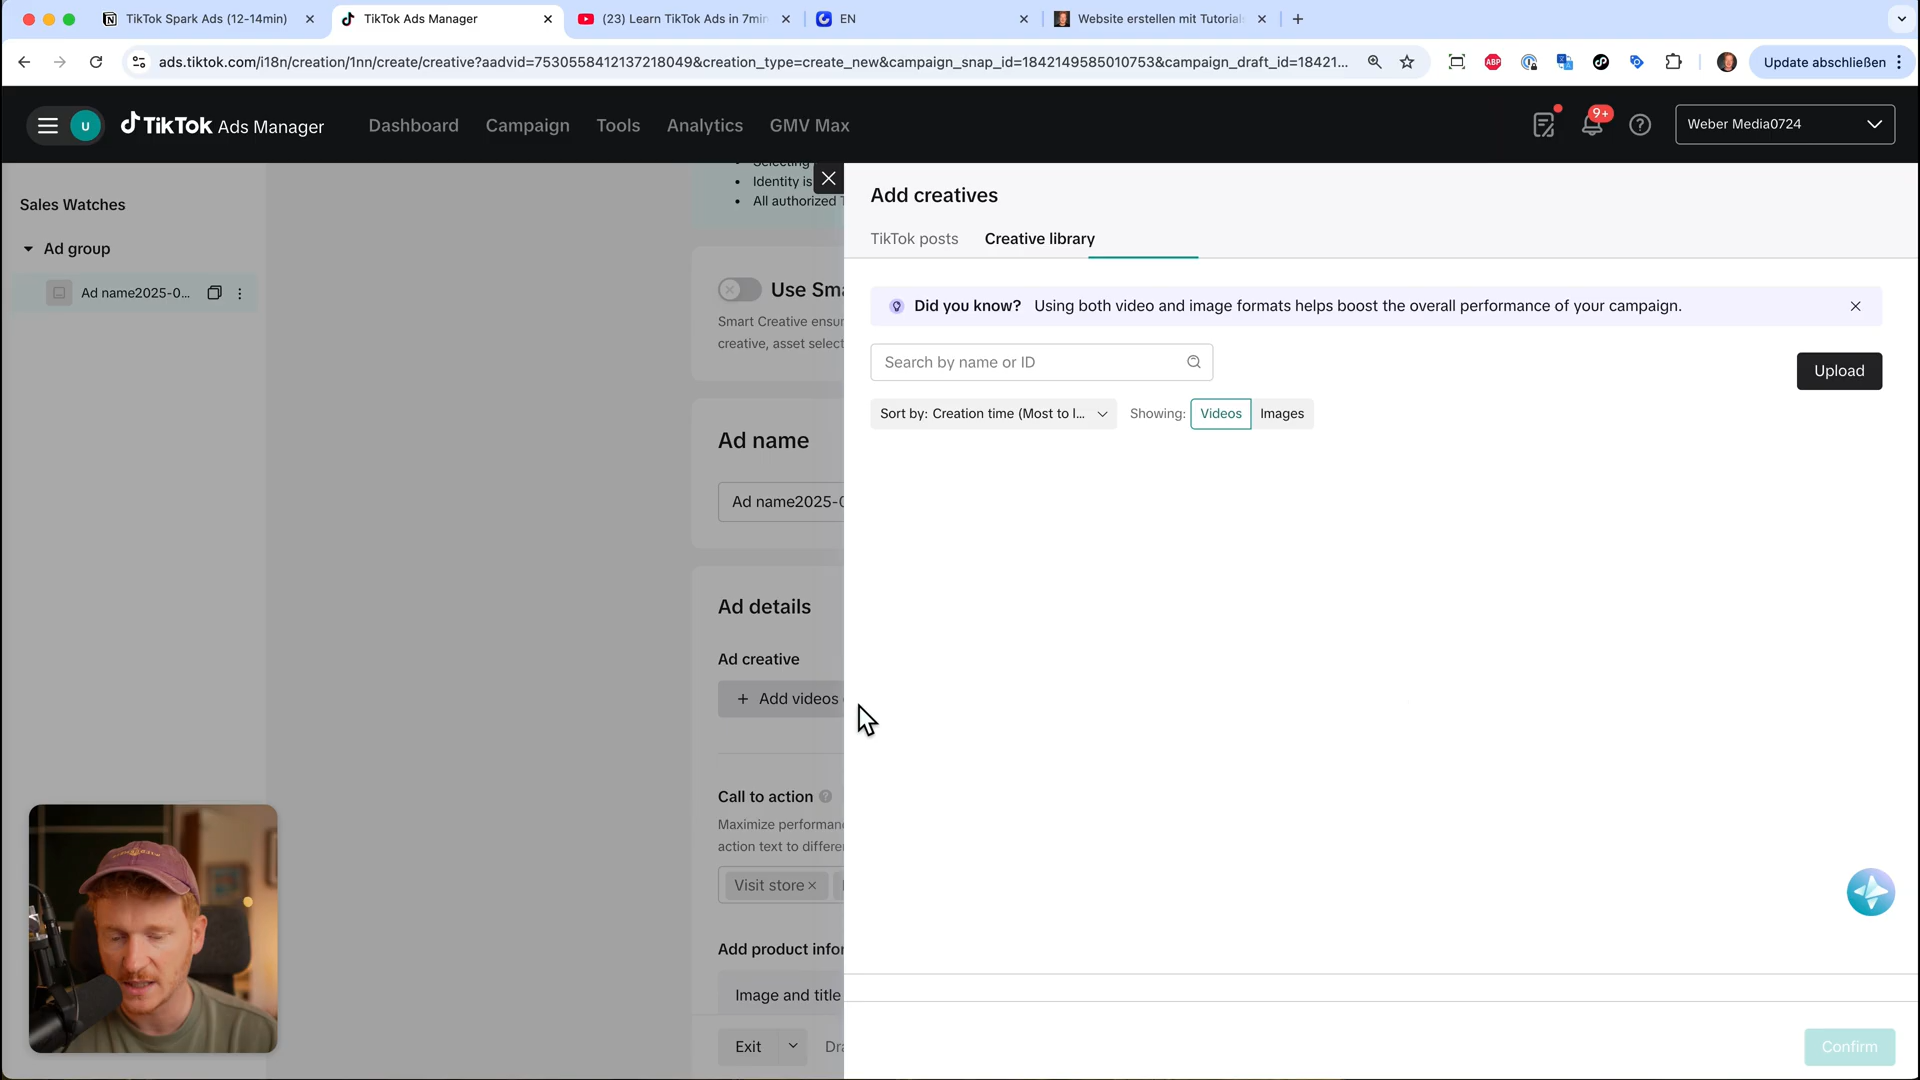 TikTok Spark Ads (12-14min)
TikTok Ads Manager
(23) Learn TikTok Ads in 7min
EN
Website erstellen mit Tutorial
ads.tiktok.com/i18n/creation/1nn/create/creative?aadvid=7530558412137218049&creation_type=create_new&campaign_snap_id=1842149585010753&campaign_draft_id=18421...
ABP
Update abschließen
U
TikTok Ads Manager
Dashboard
Campaign
Tools
Analytics
GMV Max
9+
Weber Media0724
Sales Watches
Ad group
Ad name2025-0...
Selecting
Identity is
All authorized T
Use Sma
Smart Creative ensur
creative, asset select
Ad name
Ad name2025-0
Ad details
Ad creative
+ Add videos
Call to action
Maximize performan
action text to differe
Visit store
Add product infor
Image and title
Exit
Dra
Add creatives
TikTok posts
Creative library
Did you know? Using both video and image formats helps boost the overall performance of your campaign.
Search by name or ID
Upload
Sort by: Creation time (Most to l...
Showing:
Videos
Images
Confirm